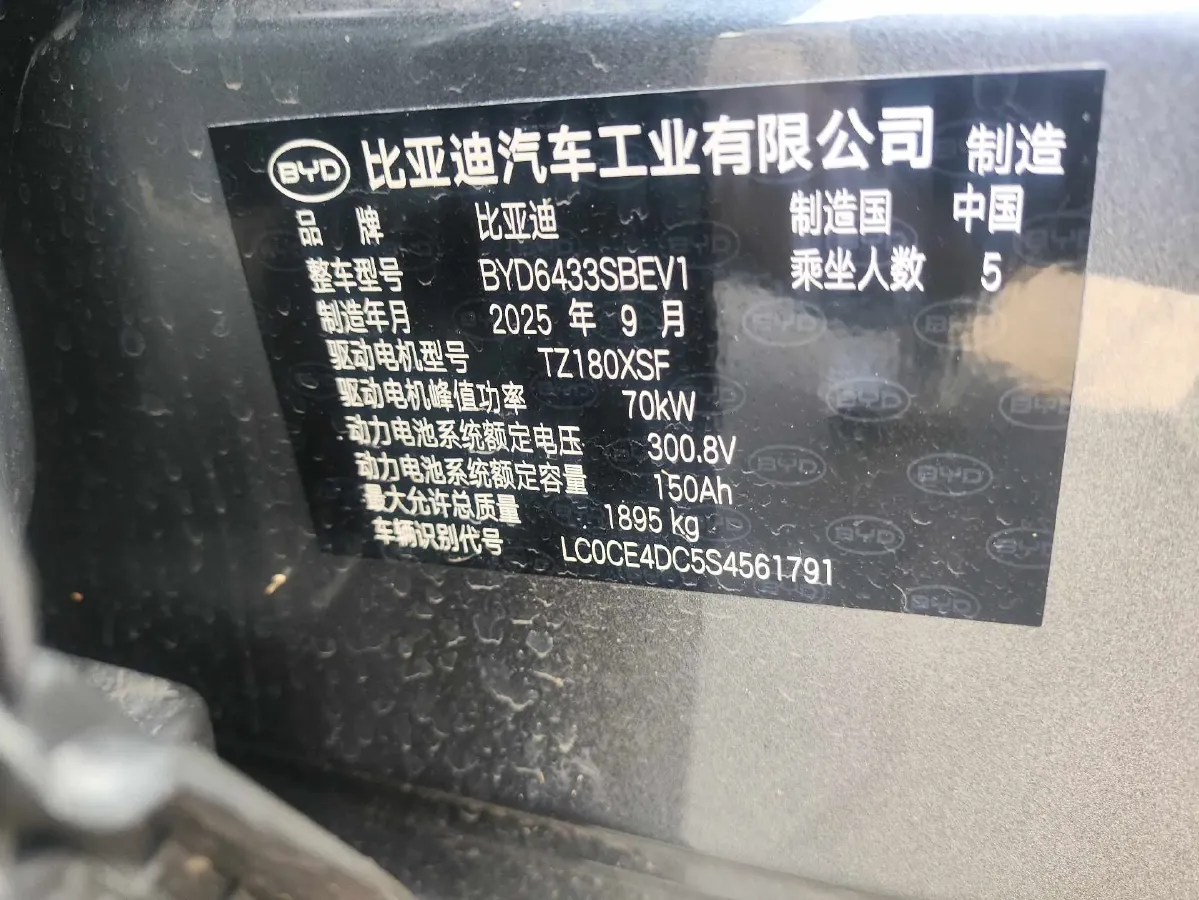 BYD 比亚迪汽车工业有限公司 制造
品 牌 比亚迪 制造国 中国
整车型号 BYD6433SBEV1 乘坐人数 5
制造年月 2025 年 9 月
驱动电机型号 TZ180XSF
驱动电机峰值功率 70kW
动力电池系统额定电压 300.8V
动力电池系统额定容量 150Ah
最大允许总质量 1895 kg
车辆识别代号 LC0CE4DC5S4561791